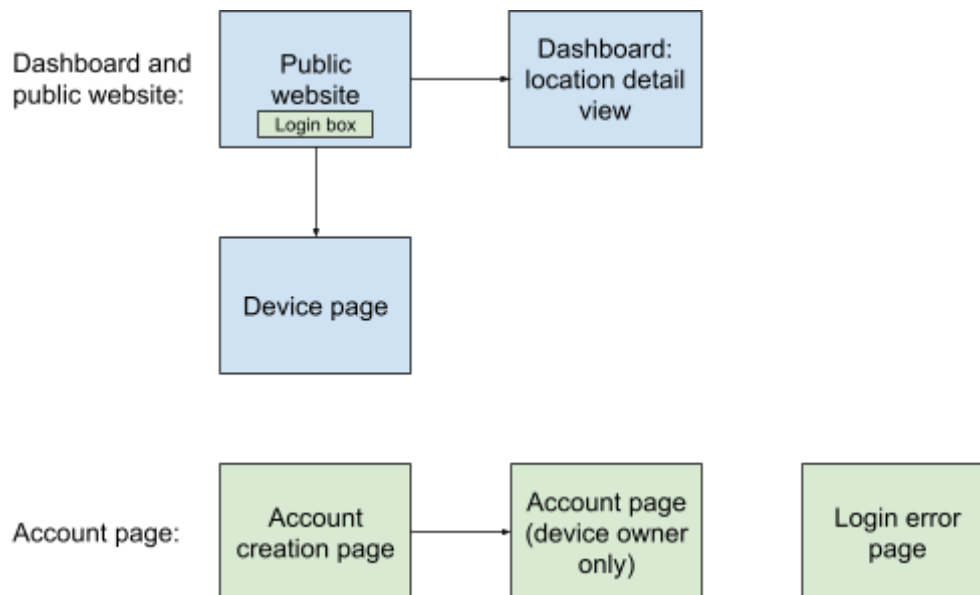 Dashboard and
public website:
Public
website
Login box
Dashboard:
location detail
view
Device page
Account page:
Account
creation page
Account page
(device owner
only)
Login error
page